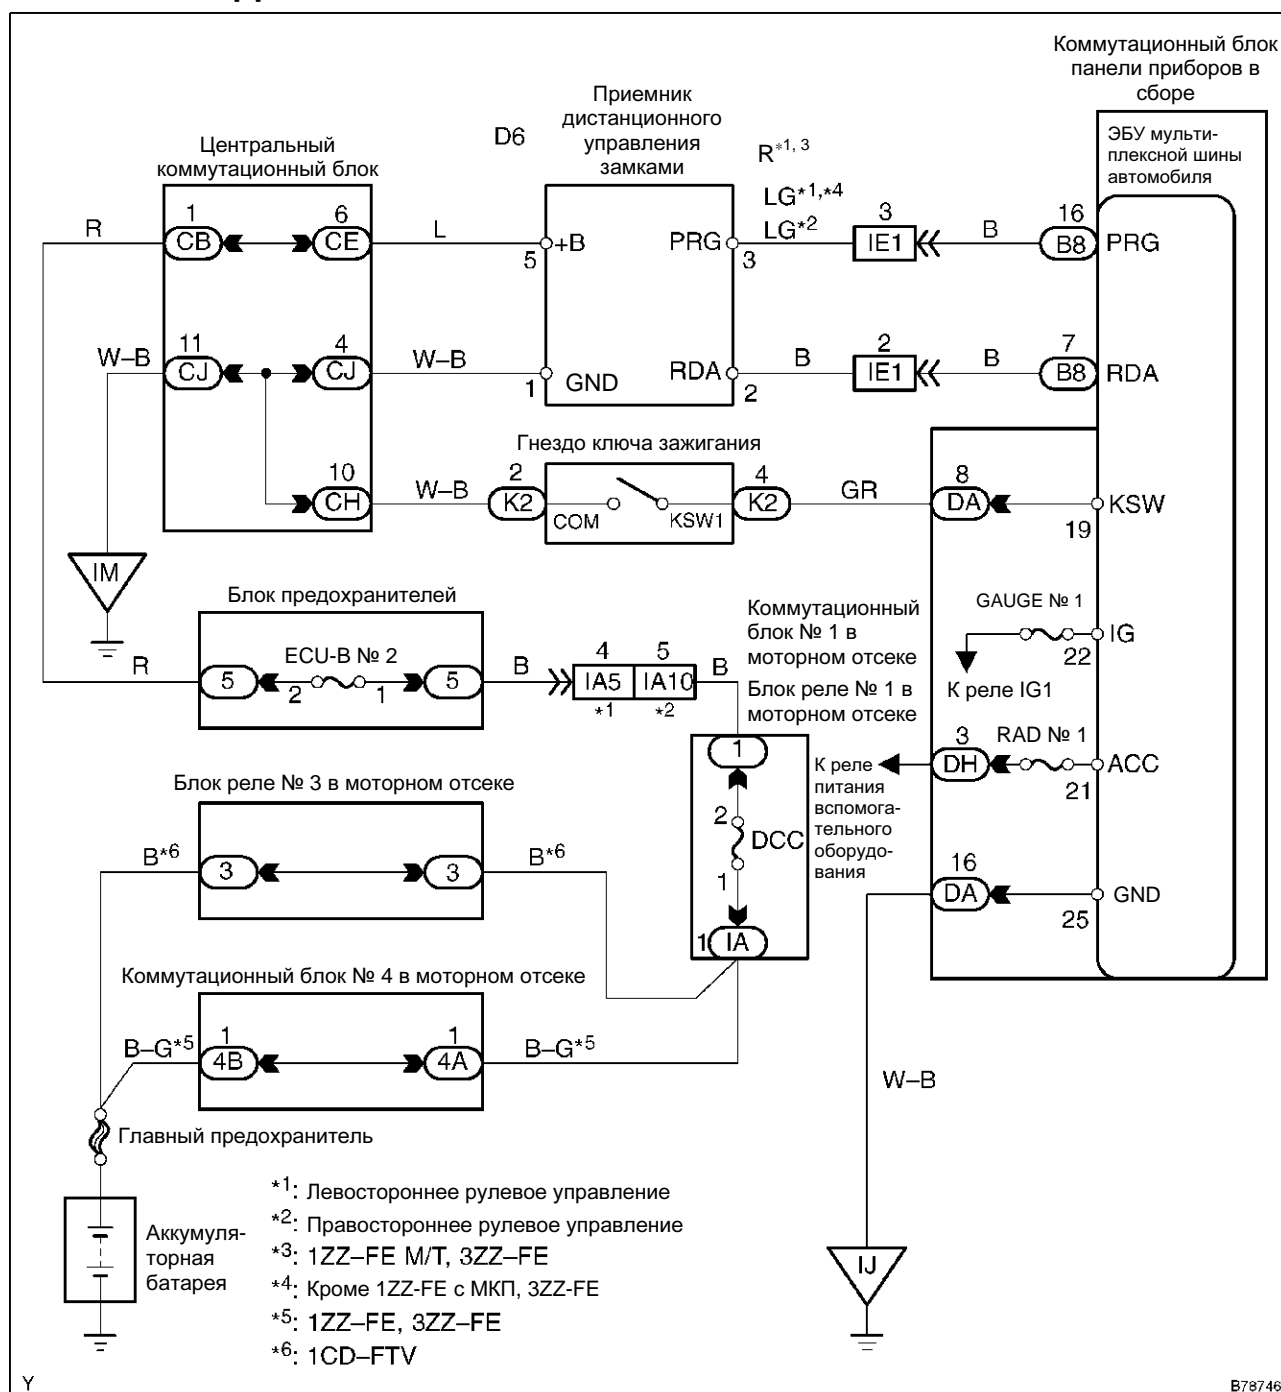 Коммутационный блок
панели приборов в
сборе
Приемник
дистанционного
управления
замками
D6
Центральный
коммутационный блок
ЭБУ мульти-
плексной шины
автомобиля
R*1, 3
LG*1,*4
LG*2
R
1
CB
6
CE
L
+B
5
PRG
3
3
IE1
B
16
B8
PRG
W–B
11
CJ
4
CJ
W–B
1
GND
RDA
2
B
2
IE1
B
7
B8
RDA
Гнездо ключа зажигания
10
CH
W–B
2
K2
COM
KSW1
4
K2
GR
8
DA
KSW
19
IM
Блок предохранителей
Коммутационный
блок № 1 в
моторном отсеке
Блок реле № 1 в
моторном отсеке
GAUGE № 1
IG
22
К реле IG1
R
5
2
ECU-B № 2
1
5
B
4
IA5
*1
5
IA10
*2
B
1
2
DCC
1
1
IA
К реле
питания
вспомога-
тельного
оборудо-
вания
3
DH
RAD № 1
ACC
21
Блок реле № 3 в моторном отсеке
B*6
3
3
B*6
16
DA
GND
25
Коммутационный блок № 4 в моторном отсеке
B–G*5
1
4B
1
4A
B–G*5
W–B
Главный предохранитель
Аккумуля-
торная
батарея
*1: Левостороннее рулевое управление
*2: Правостороннее рулевое управление
*3: 1ZZ–FE M/T, 3ZZ–FE
*4: Кроме 1ZZ-FE с МКП, 3ZZ-FE
*5: 1ZZ–FE, 3ZZ–FE
*6: 1CD–FTV
IJ
Y
B78746